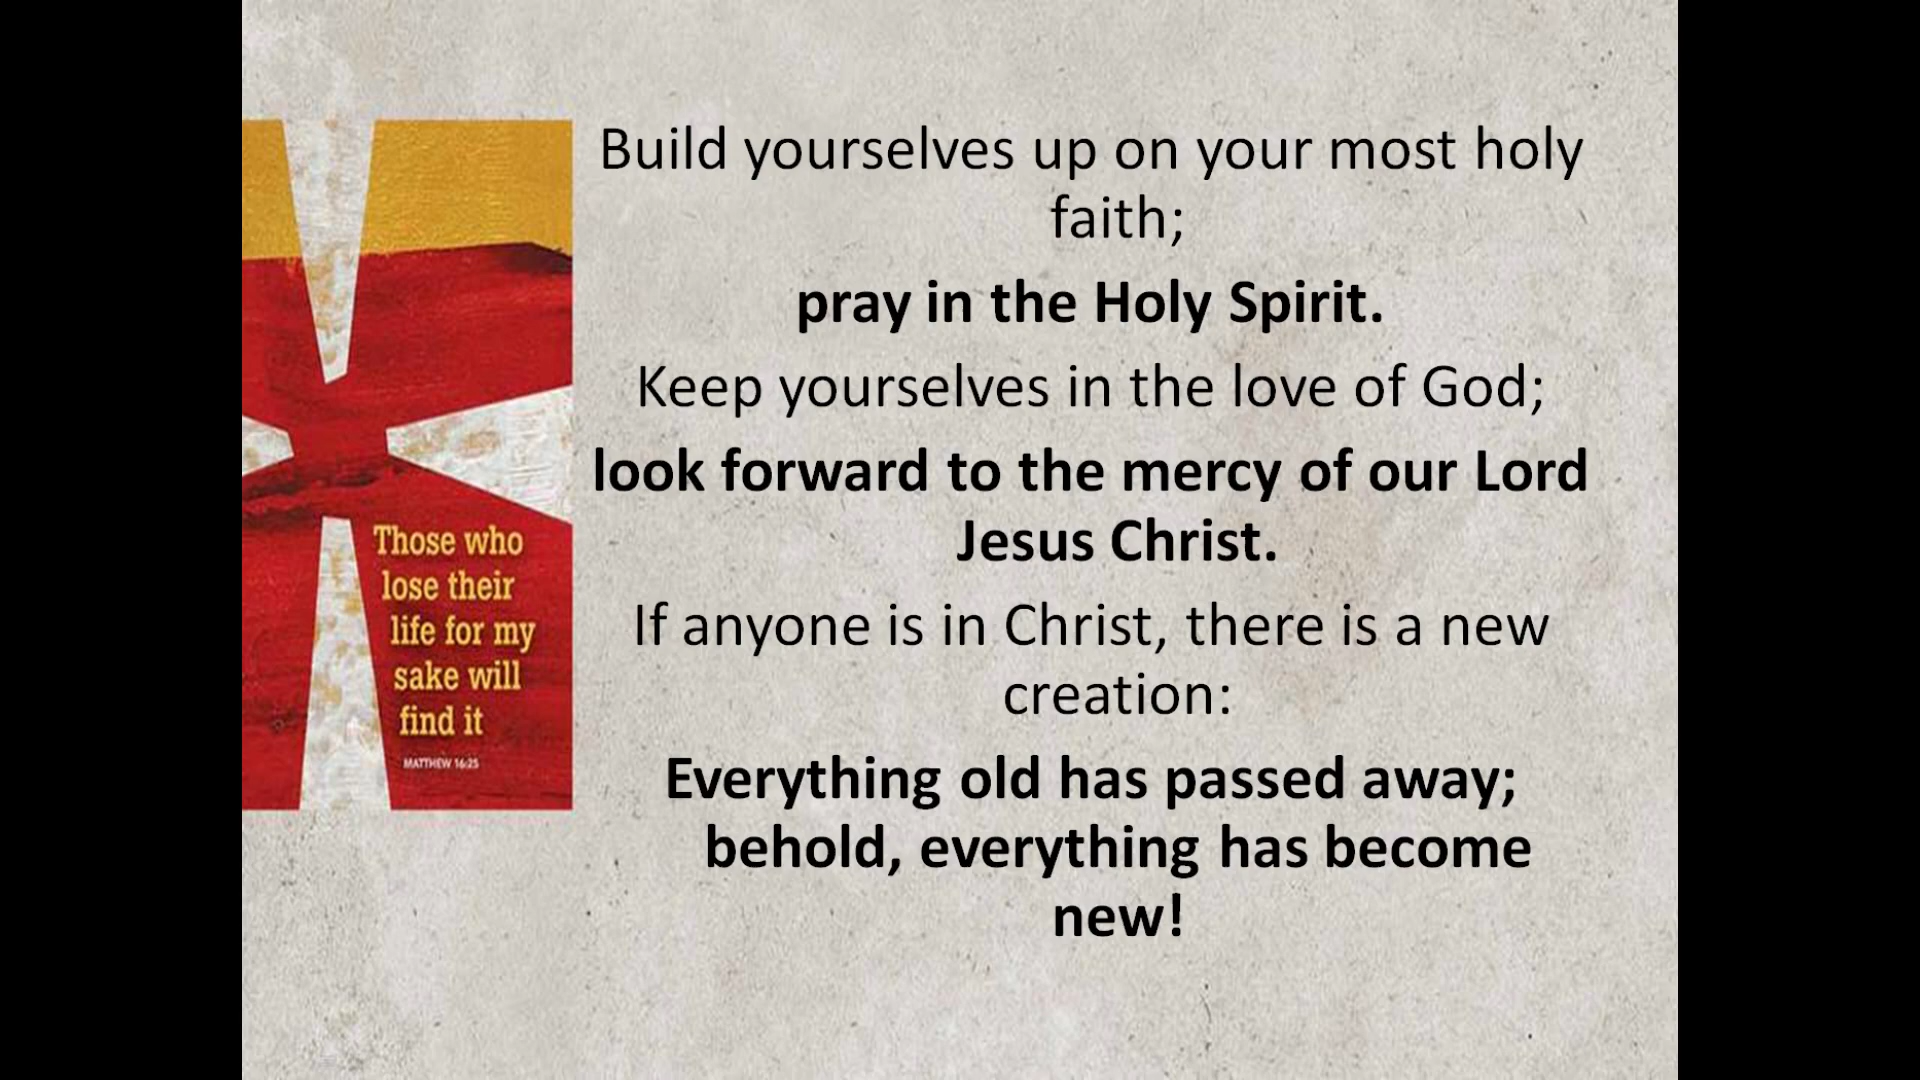 Build yourselves up on your most holy
faith;
pray in the Holy Spirit.
Keep yourselves in the love of God;
look forward to the mercy of our Lord
Jesus Christ.
If anyone is in Christ, there is a new
creation:
Everything old has passed away;
behold, everything has become
new!
Those who
lose their
life for my
sake will
find it
MATTHEW 16:25